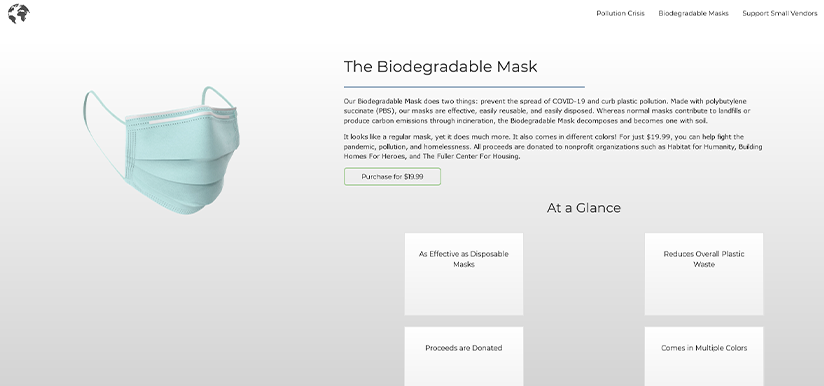 Pollution Crisis Biodegradable Masks Support Small Vendors
The Biodegradable Mask
Our Biodegradable Mask does two things: prevent the spread of COVID-19 and curb plastic pollution. Made with polybutylene
succinate (PBS), our masks are effective, easily reusable, and easily disposed. Whereas normal masks contribute to landfills or
produce carbon emissions through incineration, the Biodegradable Mask decomposes and becomes one with soil.
It looks like a regular mask, yet it does much more. It also comes in different colors! For just $19.99, you can help fight the
pandemic, pollution, and homelessness. All proceeds are donated to nonprofit organizations such as Habitat for Humanity, Building
Homes For Heroes, and The Fuller Center For Housing.
Purchase for $19.99
At a Glance
As Effective as Disposable
Masks
Reduces Overall Plastic
Waste
Proceeds are Donated
Comes in Multiple Colors